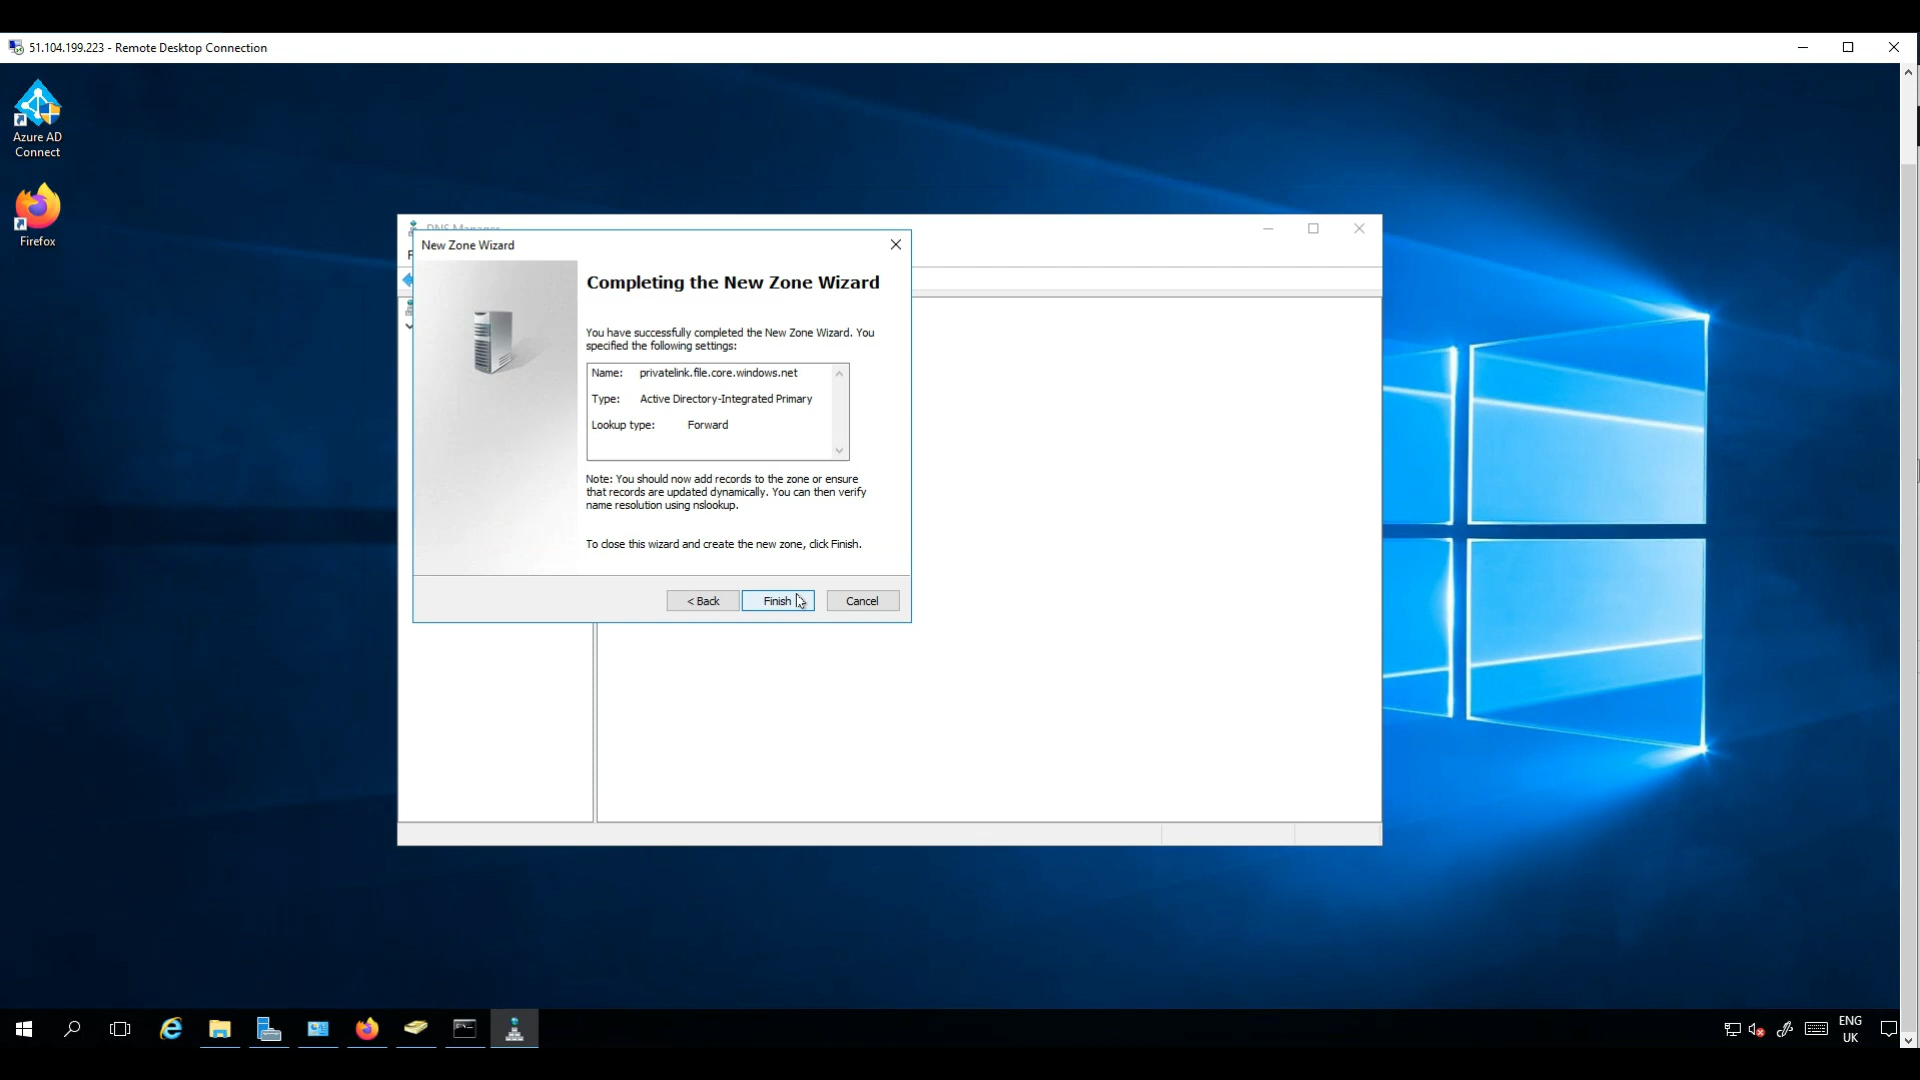 51.104.199.223 - Remote Desktop Connection
Azure AD
Connect
Firefox
DNS Manager
New Zone Wizard
Completing the New Zone Wizard
You have successfully completed the New Zone Wizard. You
specified the following settings:
Name: privatelink.file.core.windows.net
Type: Active Directory-Integrated Primary
Lookup type: Forward
Note: You should now add records to the zone or ensure
that records are updated dynamically. You can then verify
name resolution using nslookup.
To close this wizard and create the new zone, click Finish.
< Back
Finish
Cancel
ENG
UK